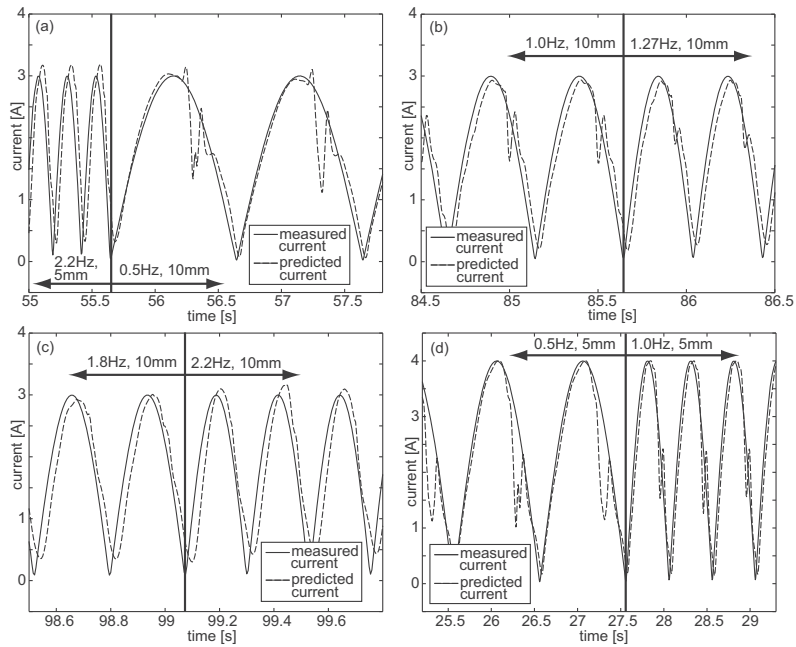 (a)
4
3
2
1
0
current [A]
2.2Hz,
5mm
0.5Hz, 10mm
measured
current
predicted
current
55
55.5
56
56.5
57
57.5
time [s]
(b)
4
3
2
1
0
current [A]
1.0Hz, 10mm
1.27Hz, 10mm
measured
current
predicted
current
84.5
85
85.5
86
86.5
time [s]
(c)
4
3
2
1
0
current [A]
1.8Hz, 10mm
2.2Hz, 10mm
measured
current
predicted
current
98.6
98.8
99
99.2
99.4
99.6
time [s]
(d)
4
3
2
1
0
current [A]
0.5Hz, 5mm
1.0Hz, 5mm
measured
current
predicted
current
25.5
26
26.5
27
27.5
28
28.5
29
time [s]